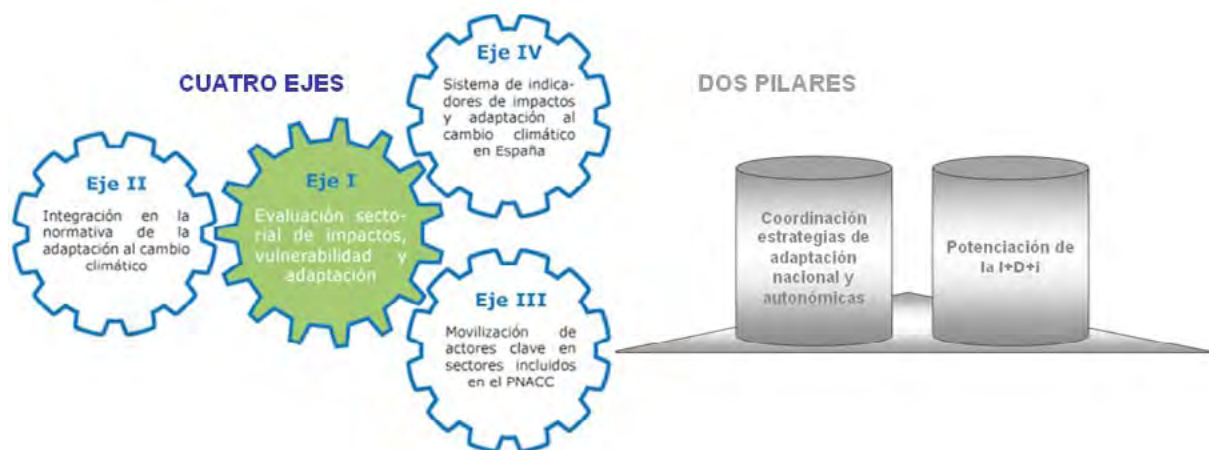 CUATRO EJES
Eje IV
Sistema de indica-
dores de impactos
y adaptación al
cambio climático
en España
Eje II
Integración en la
normativa de la
adaptación al cambio
climático
Eje I
Evaluación secto-
rial de impactos,
vulnerabilidad y
adaptación
Eje III
Movilización de
actores clave en
sectores incluidos
en el PNACC
DOS PILARES
Coordinación
estrategias de
adaptación
nacional y
autonómicas
Potenciación de
la I+D+i